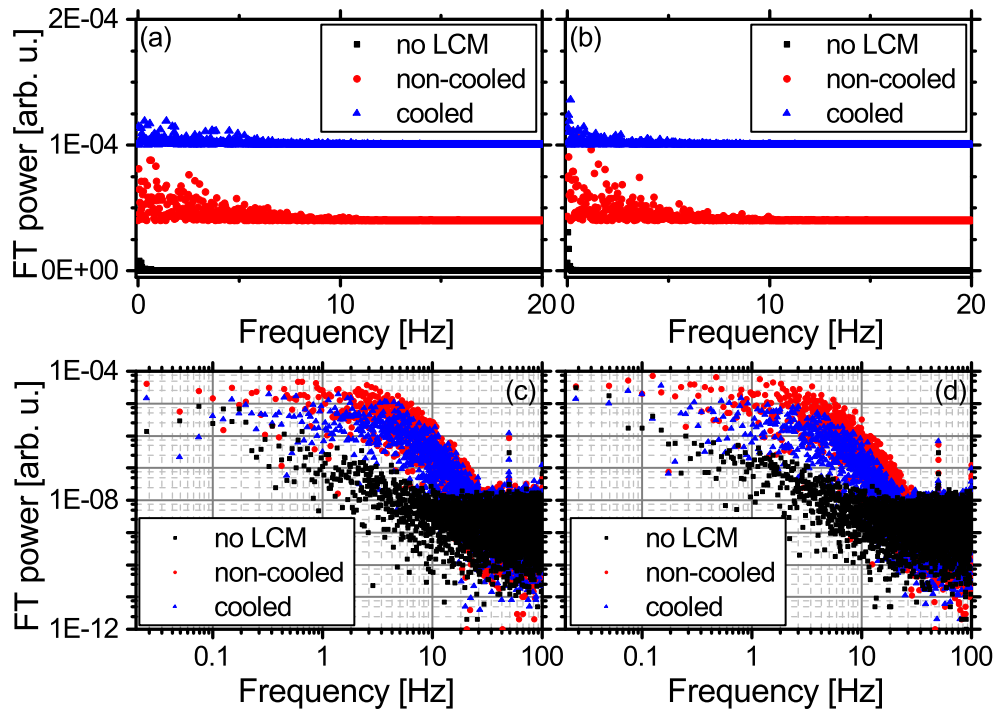 2E-04
(a)
no LCM
non-cooled
cooled
1E-04
0E+00
FT power [arb. u.]
0
10
20
Frequency [Hz]
(b)
no LCM
non-cooled
cooled
0
10
20
Frequency [Hz]
1E-04
(c)
1E-08
1E-12
FT power [arb. u.]
no LCM
non-cooled
cooled
0.1
1
10
100
Frequency [Hz]
(d)
no LCM
non-cooled
cooled
0.1
1
10
100
Frequency [Hz]